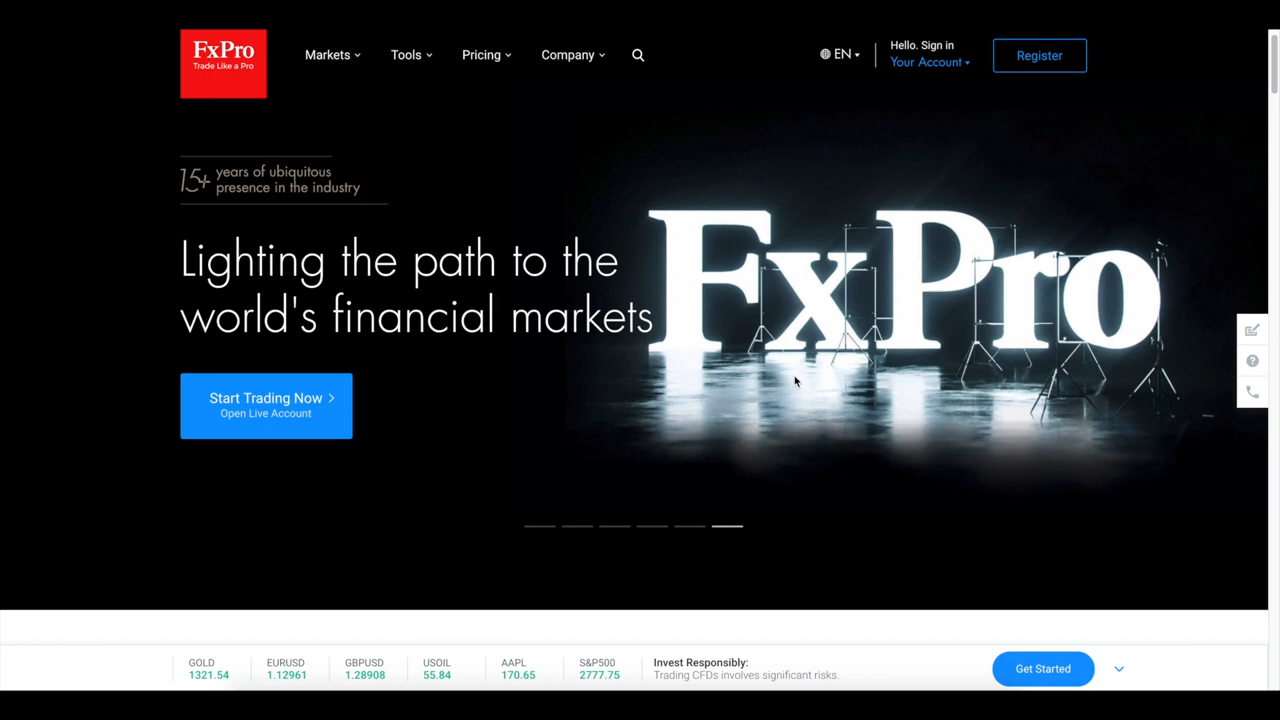 FxPro
Trade Like a Pro
Markets
Tools
Pricing
Company
EN
Hello. Sign in
Your Account
Register
15+ years of ubiquitous
presence in the industry
Lighting the path to the
world's financial markets
FxPro
Start Trading Now
Open Live Account
GOLD
1321.54
EURUSD
1.12961
GBPUSD
1.28908
USOIL
55.84
AAPL
170.65
S&P500
2777.75
Invest Responsibly:
Trading CFDs involves significant risks.
Get Started